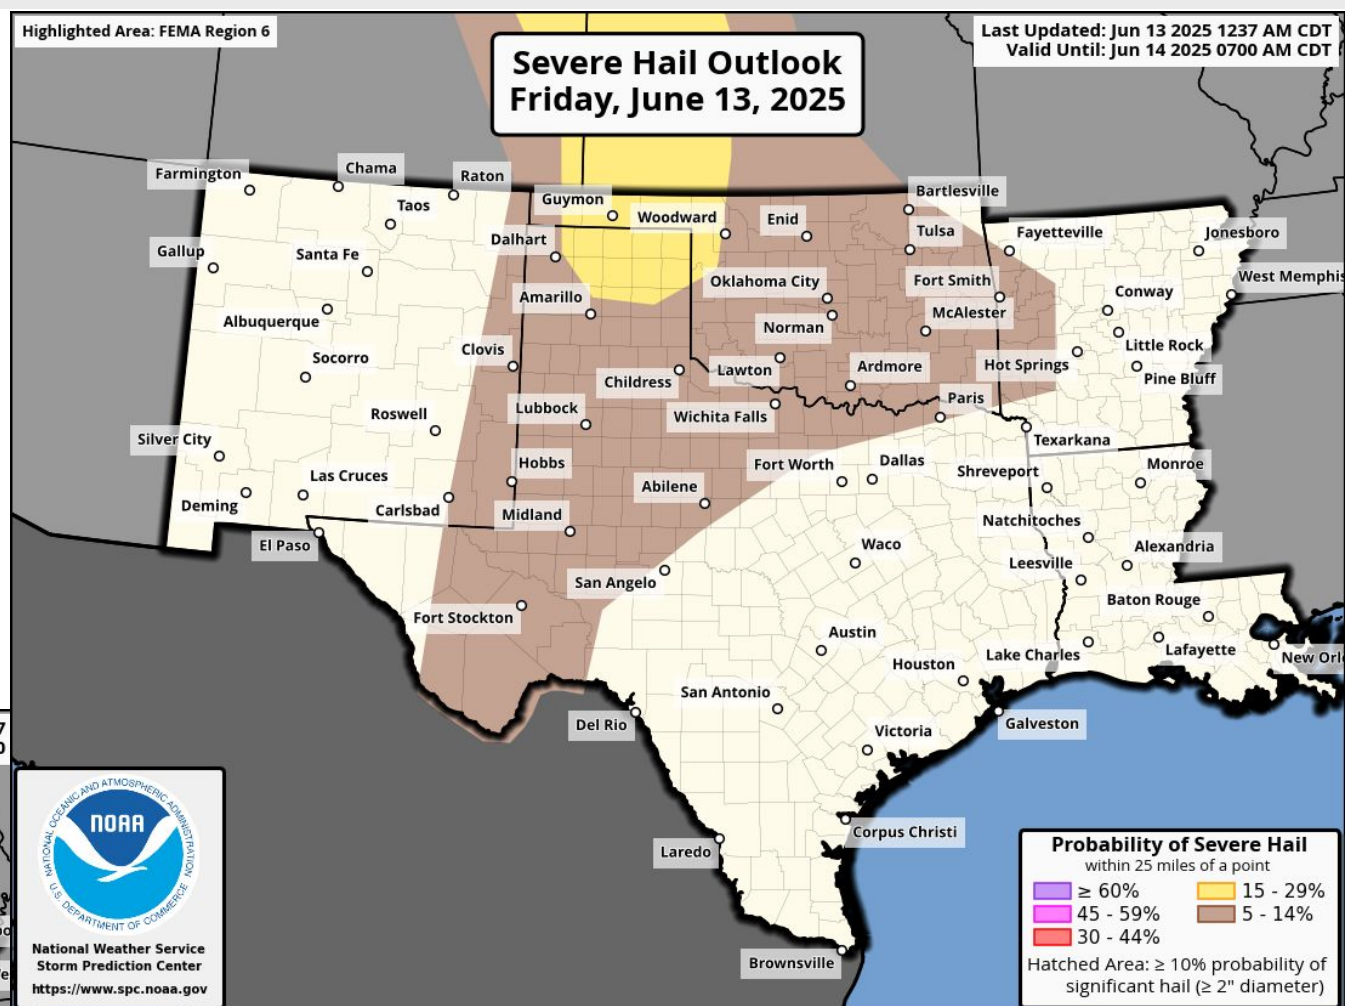 Highlighted Area: FEMA Region 6
Last Updated: Jun 13 2025 1237 AM CDT
Valid Until: Jun 14 2025 0700 AM CDT
Severe Hail Outlook
Friday, June 13, 2025
Farmington
Chama
Raton
Taos
Guymon
Woodward
Enid
Bartlesville
Gallup
Santa Fe
Dalhart
Tulsa
Fayetteville
Jonesboro
Albuquerque
Amarillo
Oklahoma City
Fort Smith
Conway
West Memphis
Socorro
Clovis
Norman
McAlester
Little Rock
Childress
Lawton
Ardmore
Hot Springs
Pine Bluff
Roswell
Lubbock
Wichita Falls
Paris
Texarkana
Silver City
Las Cruces
Hobbs
Fort Worth
Dallas
Shreveport
Monroe
Deming
Carlsbad
Midland
Abilene
Natchitoches
El Paso
San Angelo
Waco
Leesville
Alexandria
Fort Stockton
Austin
Baton Rouge
Houston
Lake Charles
Lafayette
New Orl
San Antonio
Del Rio
Victoria
Galveston
Corpus Christi
Laredo
Brownsville
7
0
NATIONAL OCEANIC AND ATMOSPHERIC ADMINISTRATION
NOAA
U.S. DEPARTMENT OF COMMERCE
National Weather Service
Storm Prediction Center
https://www.spc.noaa.gov
Probability of Severe Hail
within 25 miles of a point
≥ 60%
15 - 29%
45 - 59%
5 - 14%
30 - 44%
Hatched Area: ≥ 10% probability of
significant hail (≥ 2" diameter)